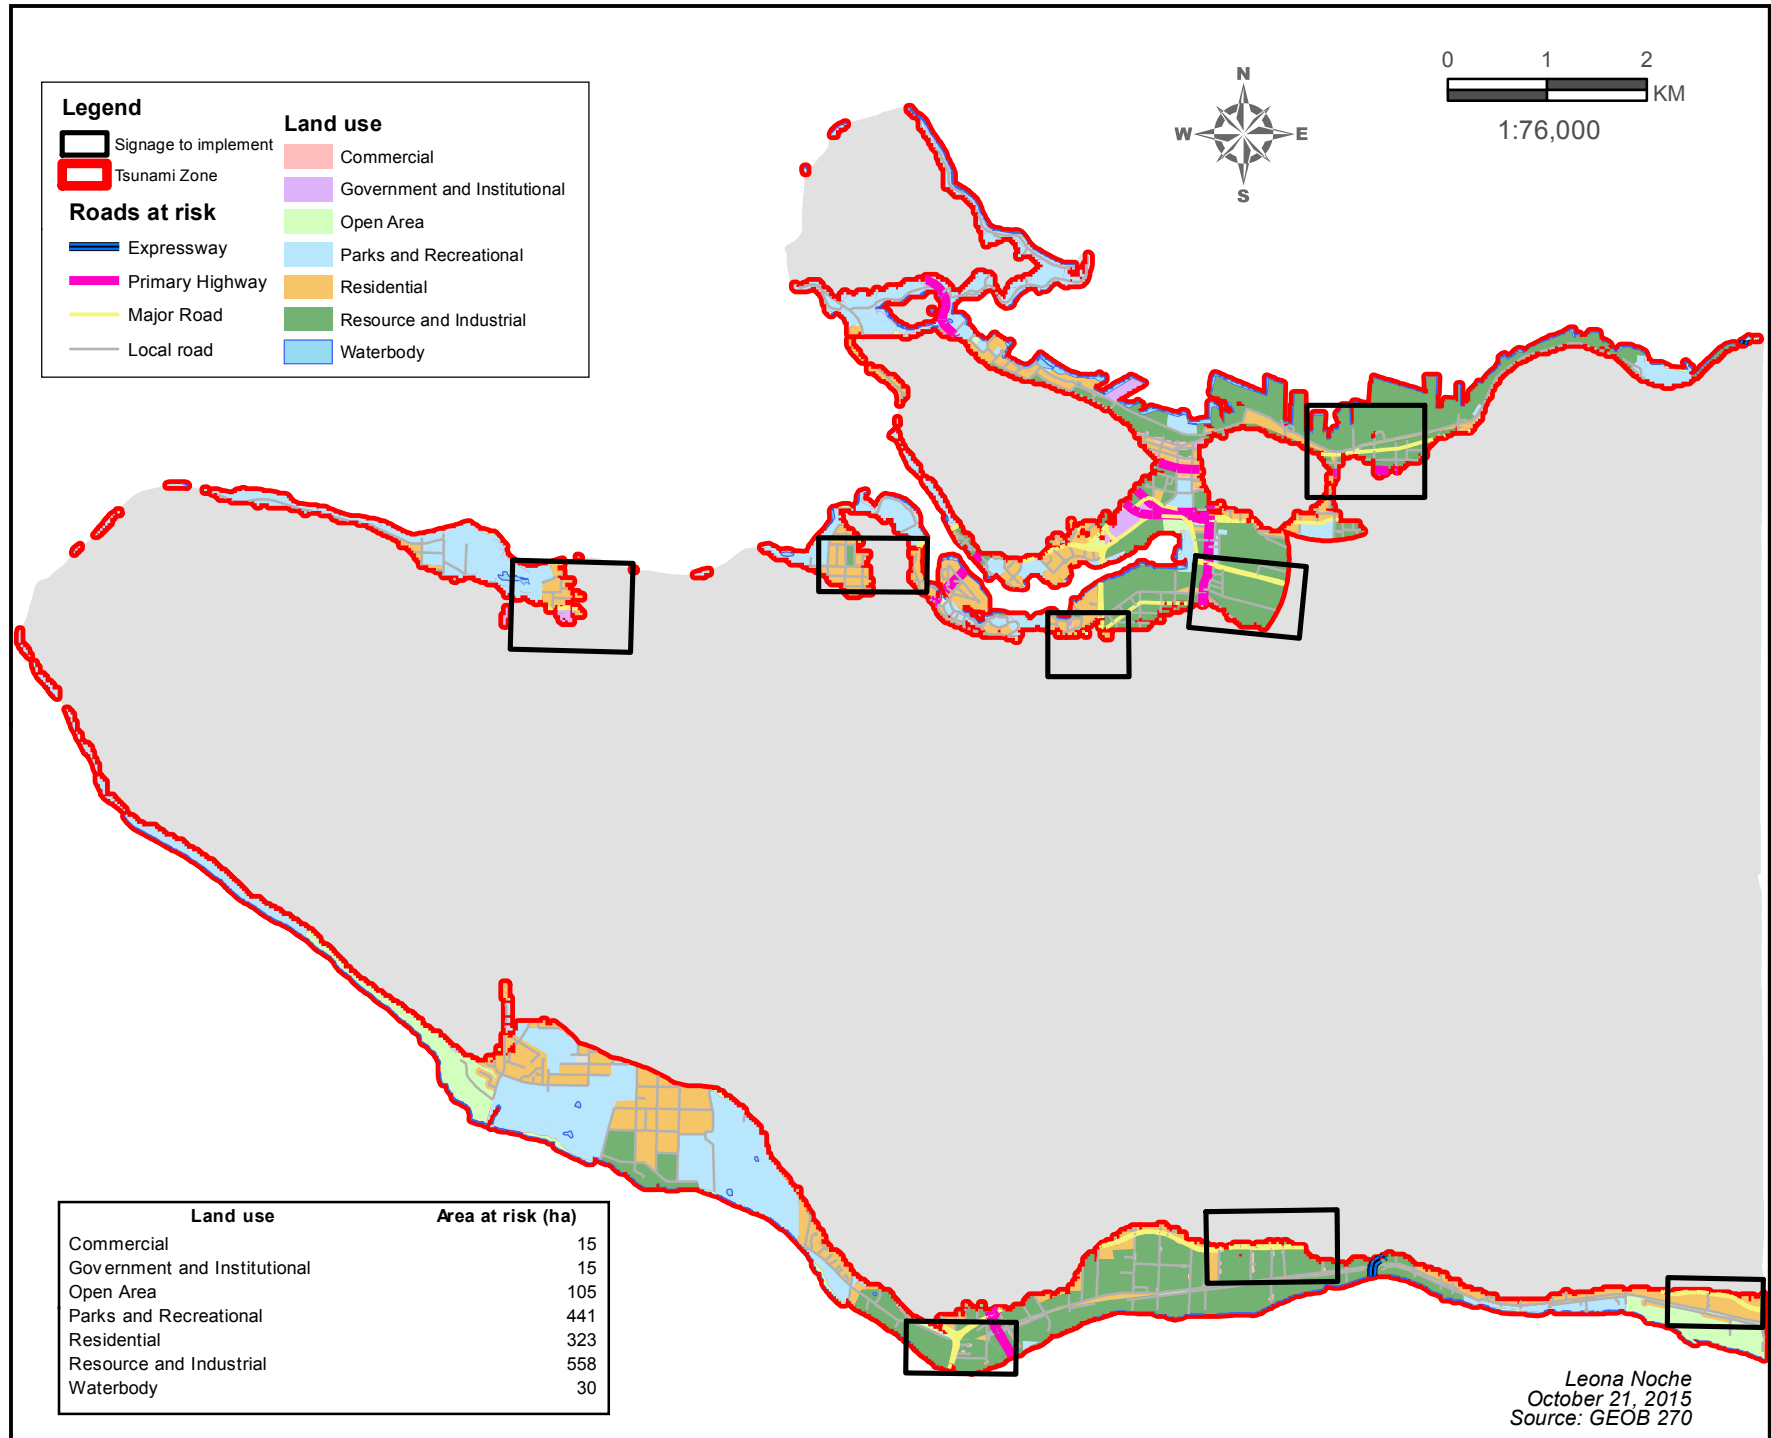 Legend
Signage to implement
Tsunami Zone
Roads at risk
Expressway
Primary Highway
Major Road
Local road
Land use
Commercial
Government and Institutional
Open Area
Parks and Recreational
Residential
Resource and Industrial
Waterbody
N
W E
S
0 1 2
KM
1:76,000
Land use Area at risk (ha)
Commercial 15
Government and Institutional 15
Open Area 105
Parks and Recreational 441
Residential 323
Resource and Industrial 558
Waterbody 30
Leona Noche
October 21, 2015
Source: GEOB 270